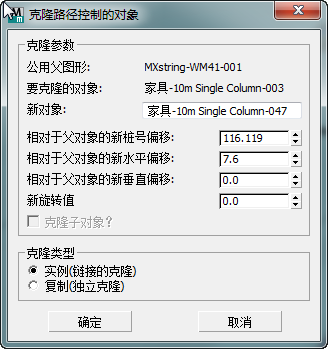 克隆路径控制的对象
克隆参数
公用父图形: MXstring-WM41-001
要克隆的对象: 家具-10m Single Column-003
新对象: 家具-10m Single Column-047
相对于父对象的新桩号偏移: 116.119
相对于父对象的新水平偏移: 7.6
相对于父对象的新垂直偏移: 0.0
新旋转值 0.0
克隆子对象?
克隆类型
实例(链接的克隆)
复制(独立克隆)
确定 取消